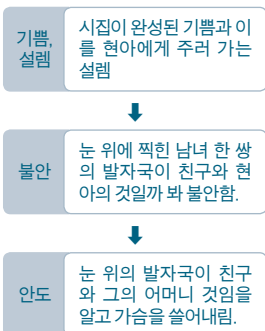 기쁨,
설렘
시집이 완성된 기쁨과 이
를 현아에게 주러 가는
설렘
불안
눈 위에 찍힌 남녀 한 쌍
의 발자국이 친구와 현
아의 것일까 봐 불안함.
안도
눈 위의 발자국이 친구
와 그의 어머니 것임을
알고 가슴을 쓸어내림.